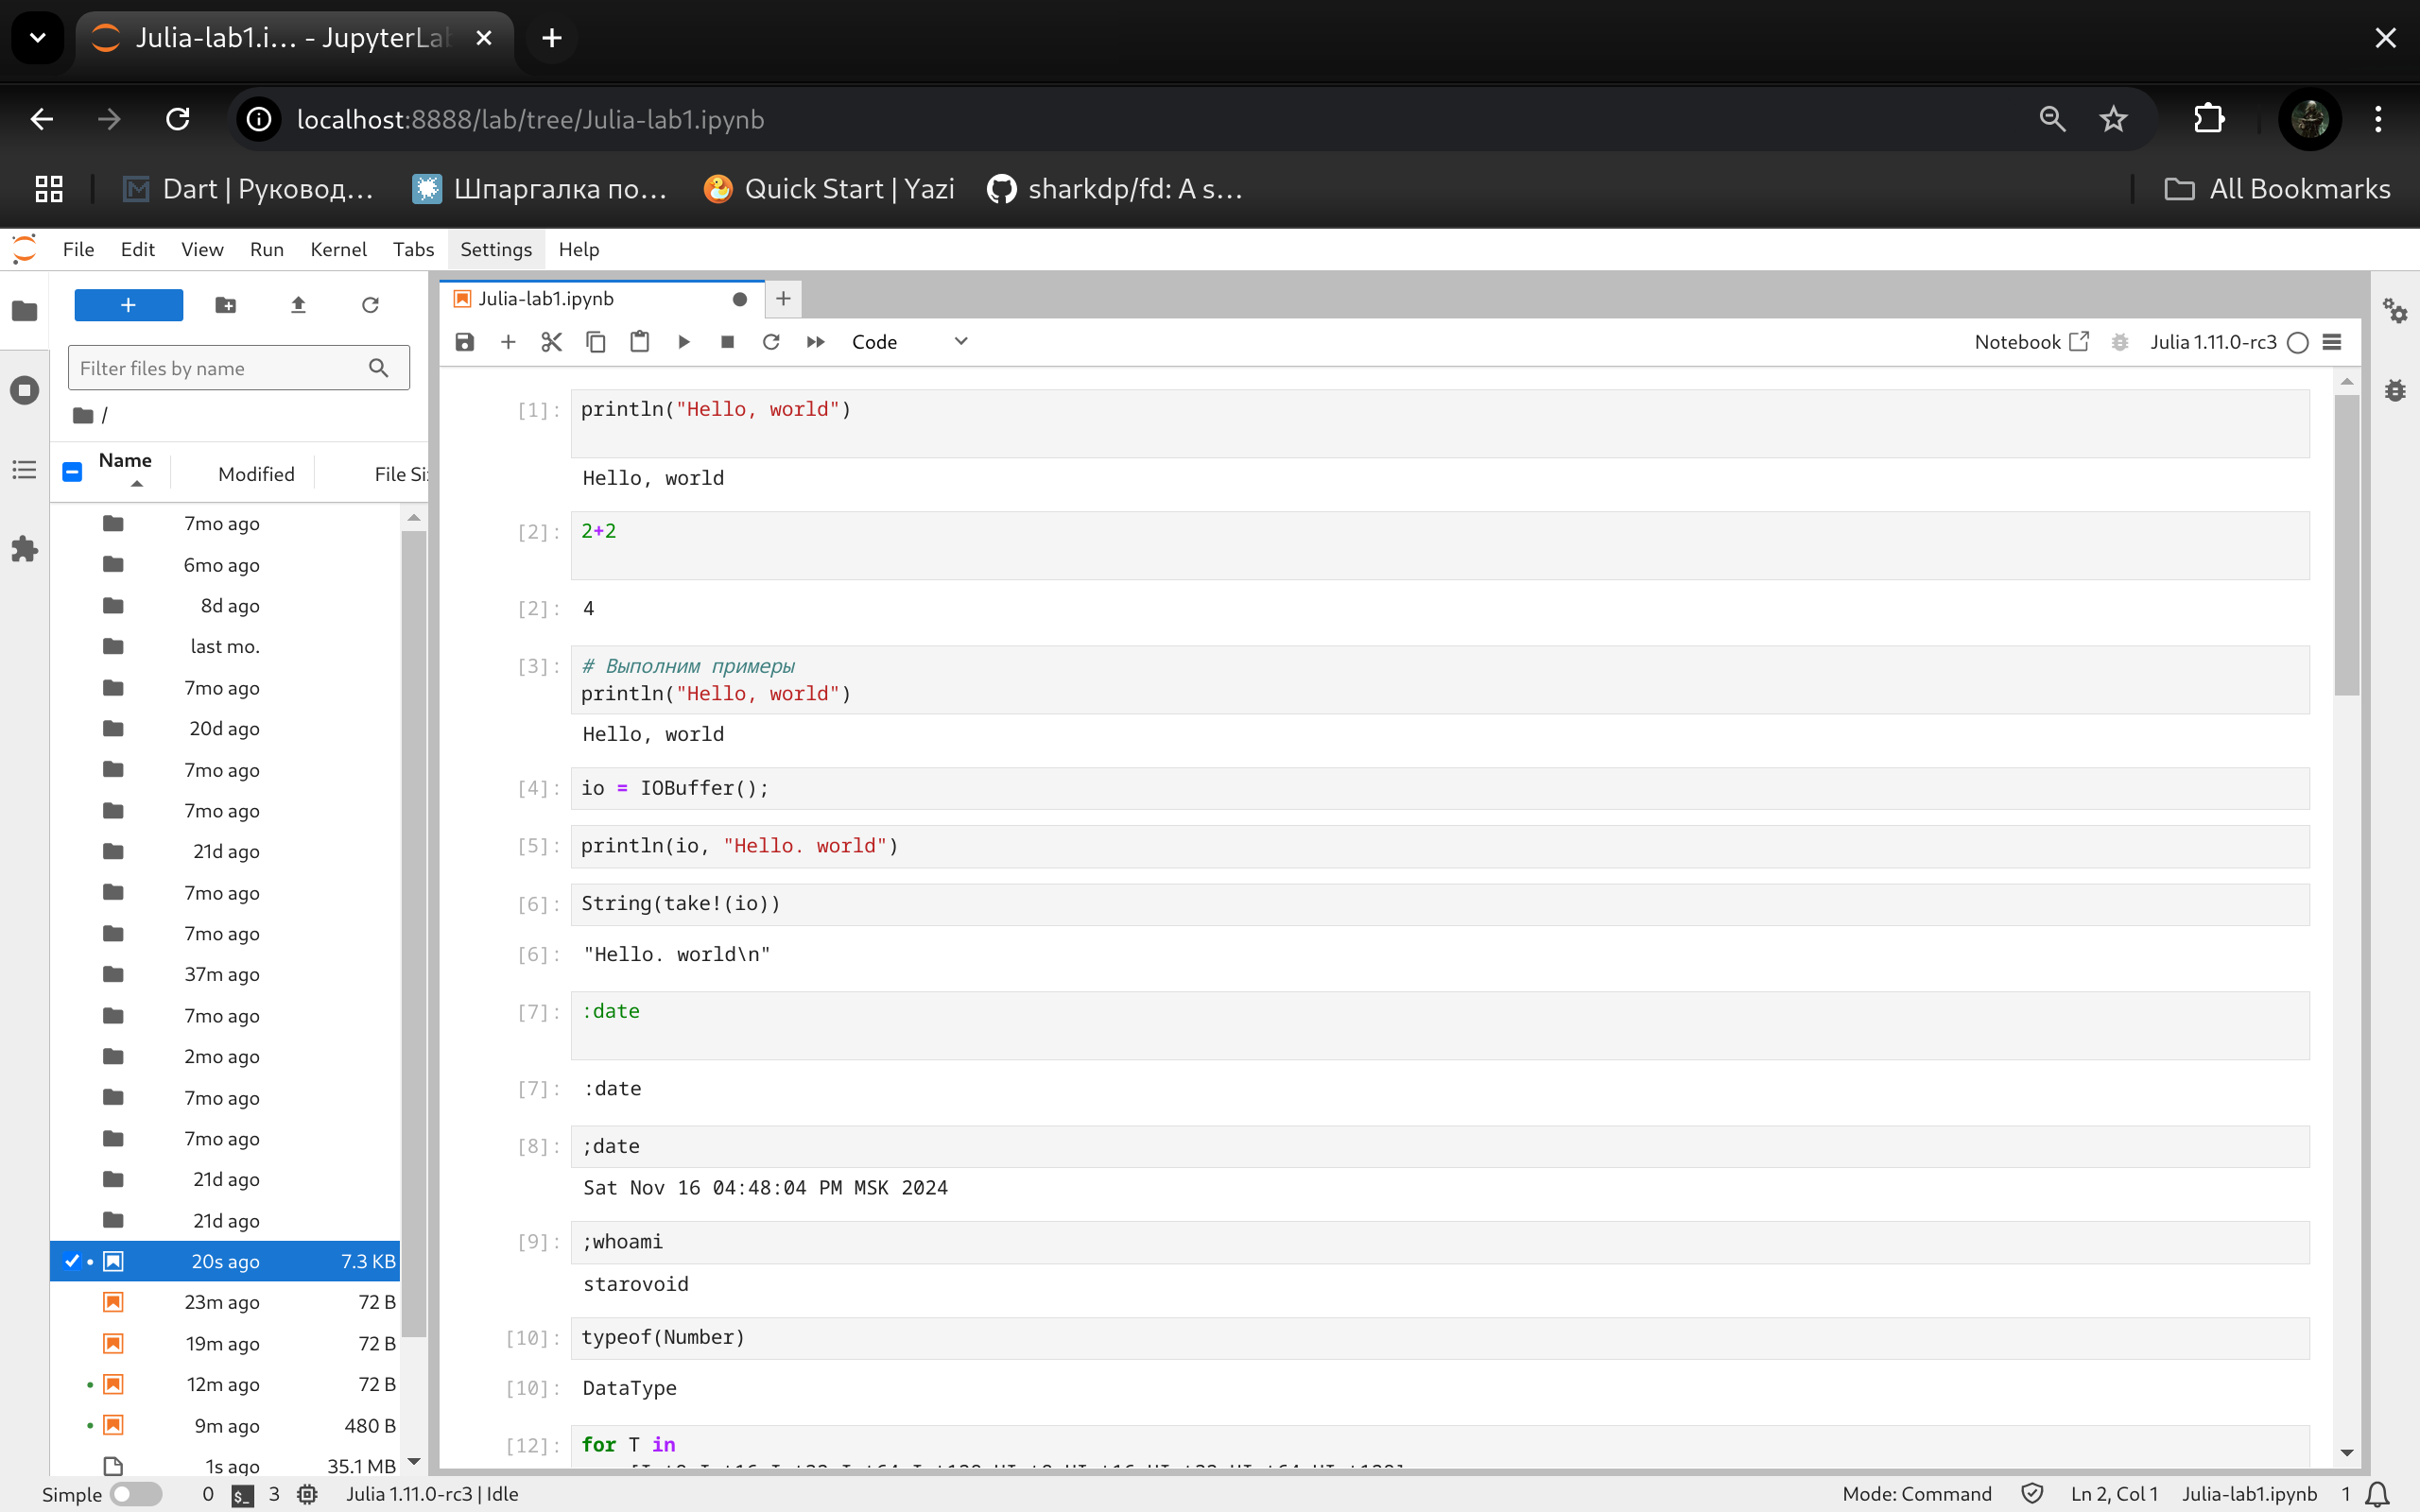 Julia-lab1.i... - JupyterLab
localhost:8888/lab/tree/Julia-lab1.ipynb
Dart | Руковод...
Шпаргалка по...
Quick Start | Yazi
sharkdp/fd: A s...
All Bookmarks
File Edit View Run Kernel Tabs Settings Help
Filter files by name
/
Name Modified File Si
7mo ago
6mo ago
8d ago
last mo.
7mo ago
20d ago
7mo ago
7mo ago
21d ago
7mo ago
7mo ago
37m ago
7mo ago
2mo ago
7mo ago
7mo ago
21d ago
21d ago
20s ago 7.3 KB
23m ago 72 B
19m ago 72 B
12m ago 72 B
9m ago 480 B
1s ago 35.1 MB
Julia-lab1.ipynb
Code
Notebook
Julia 1.11.0-rc3
[1]: println("Hello, world")
Hello, world
[2]: 2+2
[2]: 4
[3]: # Выполним примеры
println("Hello, world")
Hello, world
[4]: io = IOBuffer();
[5]: println(io, "Hello. world")
[6]: String(take!(io))
[6]: "Hello. world\n"
[7]: :date
[7]: :date
[8]: ;date
Sat Nov 16 04:48:04 PM MSK 2024
[9]: ;whoami
starovoid
[10]: typeof(Number)
[10]: DataType
[12]: for T in
Simple 0 $_ 3 Julia 1.11.0-rc3 | Idle
Mode: Command Ln 2, Col 1 Julia-lab1.ipynb 1